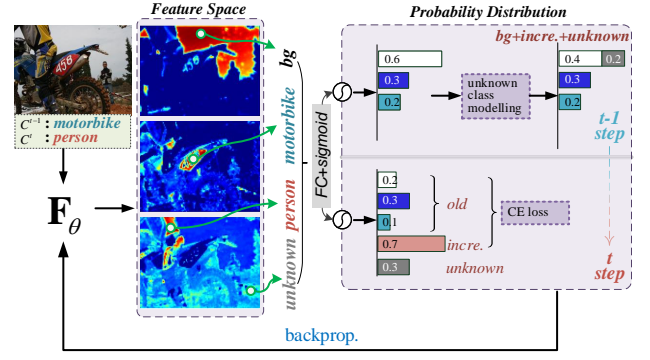 Feature Space
Probability Distribution
456
C^{t-1} : motorbike
C^t : person
F_θ
bg
motorbike
person
unknown
FC+sigmoid
bg+incre.+unknown
0.6
0.3
0.2
unknown
class
modelling
0.4 0.2
0.3
0.2
t-1
step
0.2
0.3
0.1
0.7
0.3
old
incre.
unknown
CE loss
t
step
backprop.